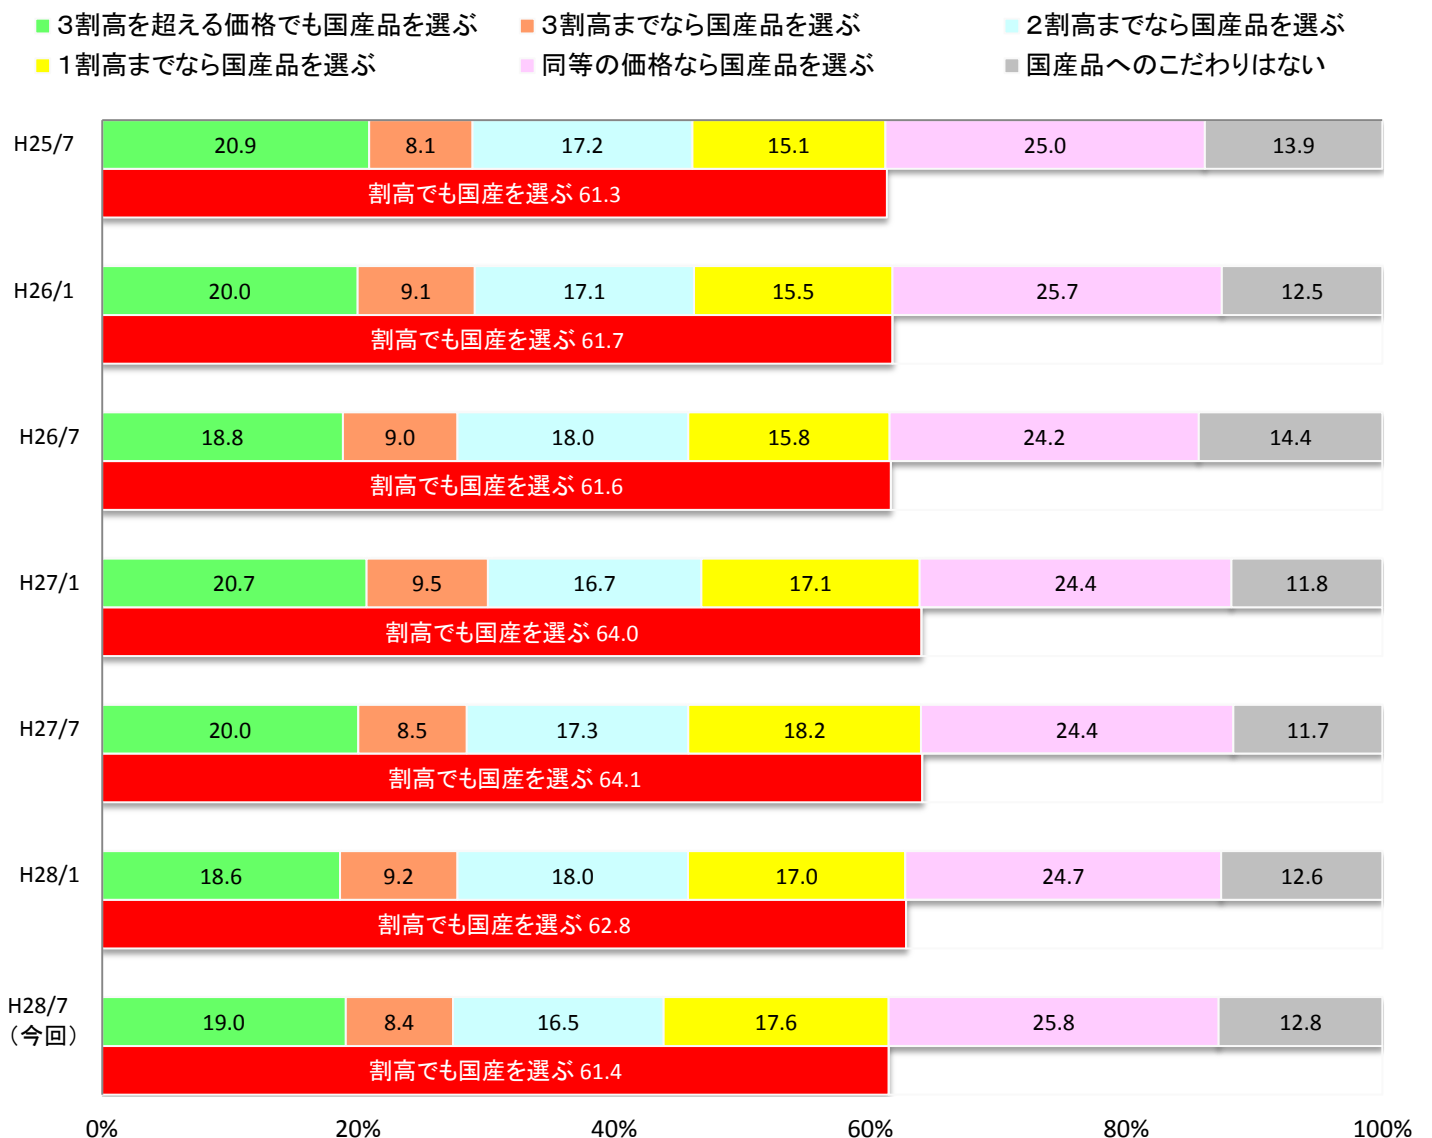 ３割高を超える価格でも国産品を選ぶ ３割高までなら国産品を選ぶ ２割高までなら国産品を選ぶ
１割高までなら国産品を選ぶ 同等の価格なら国産品を選ぶ 国産品へのこだわりはない
H25/7 20.9 8.1 17.2 15.1 25.0 13.9
割高でも国産を選ぶ 61.3
H26/1 20.0 9.1 17.1 15.5 25.7 12.5
割高でも国産を選ぶ 61.7
H26/7 18.8 9.0 18.0 15.8 24.2 14.4
割高でも国産を選ぶ 61.6
H27/1 20.7 9.5 16.7 17.1 24.4 11.8
割高でも国産を選ぶ 64.0
H27/7 20.0 8.5 17.3 18.2 24.4 11.7
割高でも国産を選ぶ 64.1
H28/1 18.6 9.2 18.0 17.0 24.7 12.6
割高でも国産を選ぶ 62.8
H28/7
（今回） 19.0 8.4 16.5 17.6 25.8 12.8
割高でも国産を選ぶ 61.4
0% 20% 40% 60% 80% 100%